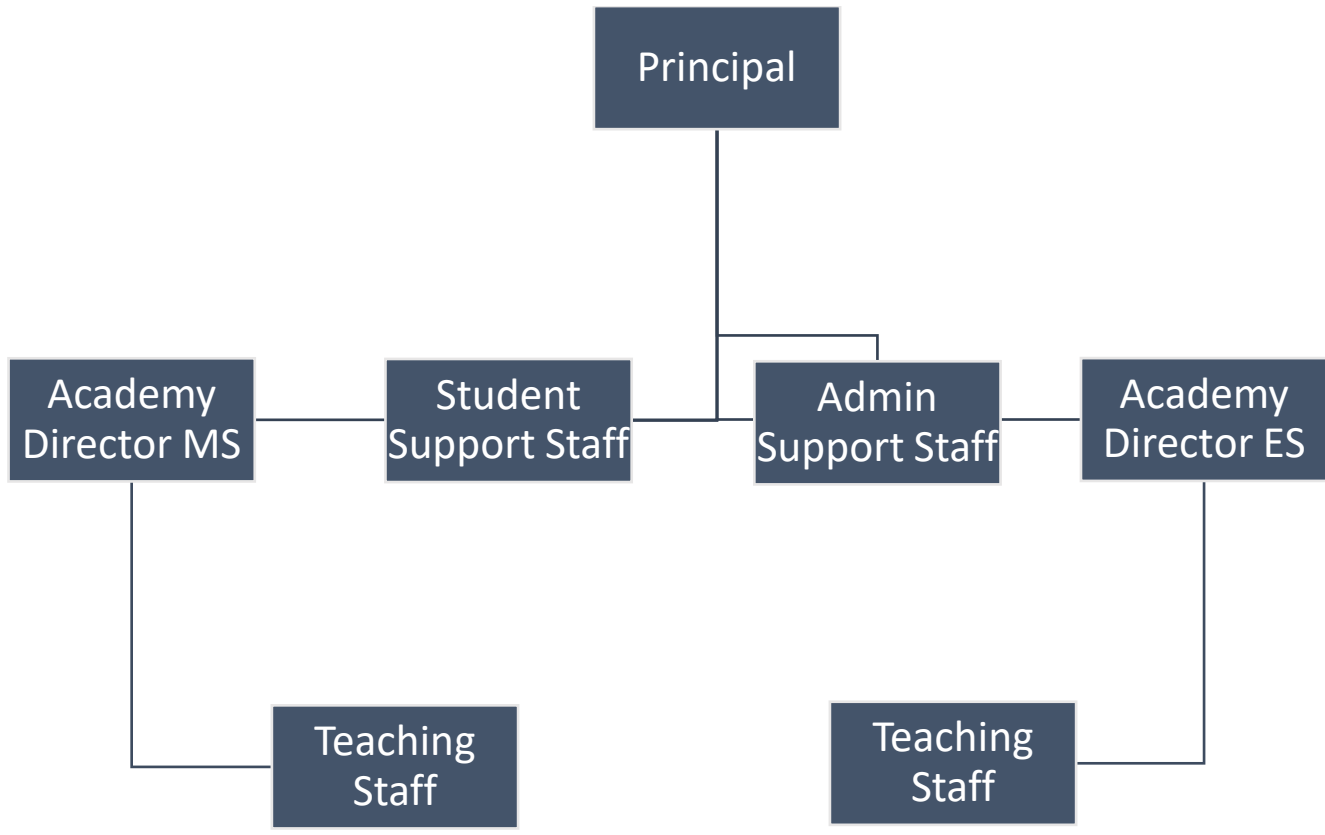 Principal
Academy
Director MS
Student
Support Staff
Admin
Support Staff
Academy
Director ES
Teaching
Staff
Teaching
Staff